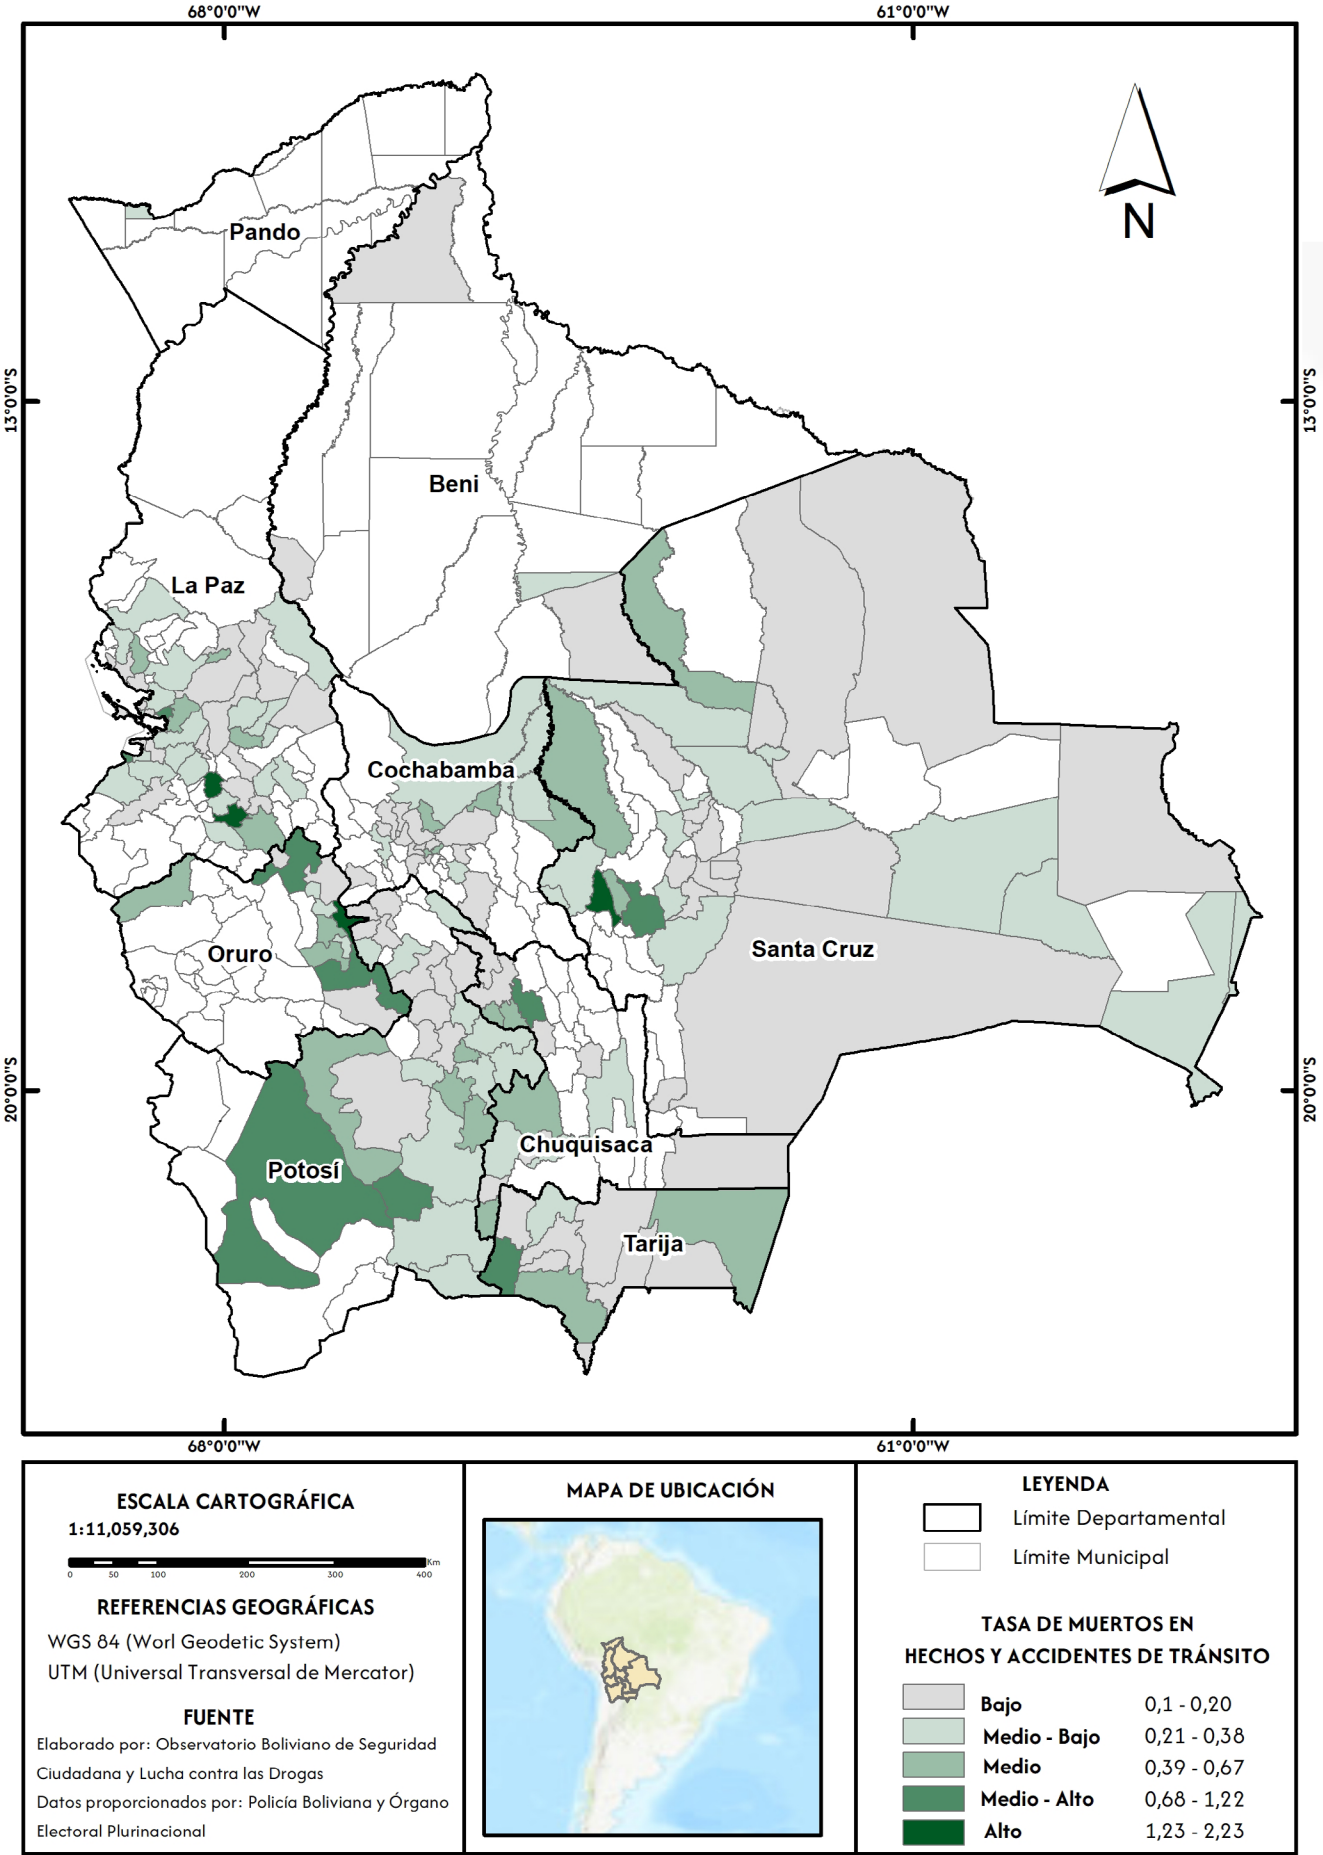 68°0'0"W
61°0'0"W
N
Pando
13°0'0"S
13°0'0"S
Beni
La Paz
Cochabamba
Oruro
Santa Cruz
20°0'0"S
20°0'0"S
Chuquisaca
Potosí
Tarija
68°0'0"W
61°0'0"W
ESCALA CARTOGRÁFICA
1:11,059,306
Km
0 50 100 200 300 400
REFERENCIAS GEOGRÁFICAS
WGS 84 (Worl Geodetic System)
UTM (Universal Transversal de Mercator)
FUENTE
Elaborado por: Observatorio Boliviano de Seguridad
Ciudadana y Lucha contra las Drogas
Datos proporcionados por: Policía Boliviana y Órgano
Electoral Plurinacional
MAPA DE UBICACIÓN
LEYENDA
Límite Departamental
Límite Municipal
TASA DE MUERTOS EN
HECHOS Y ACCIDENTES DE TRÁNSITO
Bajo 0,1 - 0,20
Medio - Bajo 0,21 - 0,38
Medio 0,39 - 0,67
Medio - Alto 0,68 - 1,22
Alto 1,23 - 2,23